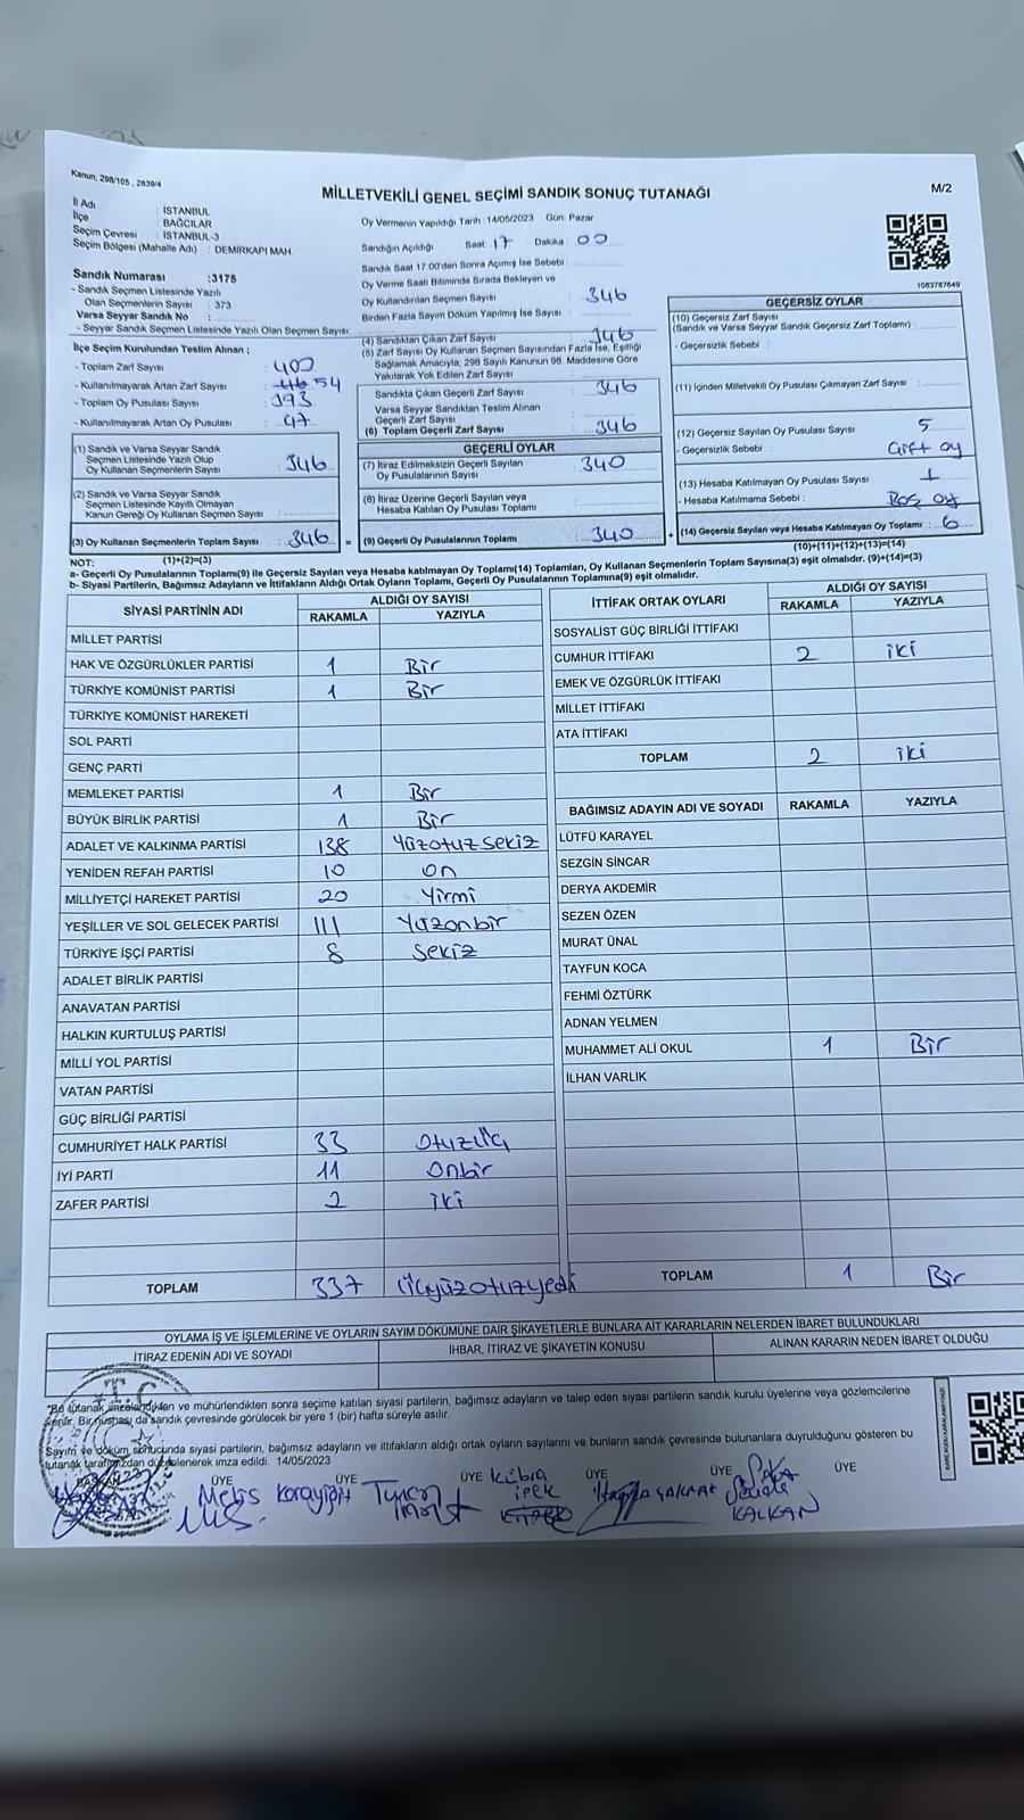 Kanun, 298/105, 2839/4
MİLLETVEKİLİ GENEL SEÇİMİ SANDIK SONUÇ TUTANAĞI
M/2
İl Adı : İSTANBUL
İlçe : BAĞCILAR
Seçim Çevresi : İSTANBUL-3
Seçim Bölgesi (Mahalle Adı) : DEMİRKAPI MAH
Sandık Numarası :3175
- Sandık Seçmen Listesinde Yazılı
Olan Seçmenlerin Sayısı : 373
Varsa Seyyar Sandık No :
- Seyyar Sandık Seçmen Listesinde Yazılı Olan Seçmen Sayısı:
İlçe Seçim Kurulundan Teslim Alınan ;
- Toplam Zarf Sayısı : 400
- Kullanılmayarak Artan Zarf Sayısı : 54
- Toplam Oy Pusulası Sayısı : 393
- Kullanılmayarak Artan Oy Pusulası : 47
(1) Sandık ve Varsa Seyyar Sandık
Seçmen Listesinde Yazılı Olup
Oy Kullanan Seçmenlerin Sayısı : 346
(2) Sandık ve Varsa Seyyar Sandık
Seçmen Listesinde Kayıtlı Olmayan
Kanun Gereği Oy Kullanan Seçmen Sayısı :
(3) Oy Kullanan Seçmenlerin Toplam Sayısı : 346
Oy Vermenin Yapıldığı Tarih :14/05/2023 Gün: Pazar
Sandığın Açıldığı Saat 17 Dakika 00
Sandık Saat 17.00'den Sonra Açılmış İse Sebebi
Oy Verme Saati Bitiminde Sırada Bekleyen ve
Oy Kullandırılan Seçmen Sayısı 346
Birden Fazla Sayım Döküm Yapılmış İse Sayısı
(4) Sandıktan Çıkan Zarf Sayısı 346
(5) Zarf Sayısı Oy Kullanan Seçmen Sayısından Fazla İse, Eşitliği
Sağlamak Amacıyla, 298 Sayılı Kanunun 98. Maddesine Göre
Yakılarak Yok Edilen Zarf Sayısı
Sandıkta Çıkan Geçerli Zarf Sayısı 346
Varsa Seyyar Sandıktan Teslim Alınan
Geçerli Zarf Sayısı
(6) Toplam Geçerli Zarf Sayısı 346
GEÇERLİ OYLAR
(7) İtiraz Edilmeksizin Geçerli Sayılan
Oy Pusulalarının Sayısı 340
(8) İtiraz Üzerine Geçerli Sayılan veya
Hesaba Katılan Oy Pusulası Toplamı
= (9) Geçerli Oy Pusulalarının Toplamı 340 +
1083787649
GEÇERSİZ OYLAR
(10) Geçersiz Zarf Sayısı
(Sandık ve Varsa Seyyar Sandık Geçersiz Zarf Toplamı)
- Geçersizlik Sebebi :
(11) İçinden Milletvekili Oy Pusulası Çıkmayan Zarf Sayısı
(12) Geçersiz Sayılan Oy Pusulası Sayısı 5
- Geçersizlik Sebebi : Çift oy
(13) Hesaba Katılmayan Oy Pusulası Sayısı 1
- Hesaba Katılmama Sebebi : Boş oy
(14) Geçersiz Sayılan veya Hesaba Katılmayan Oy Toplamı : 6
NOT: (1)+(2)=(3) (10)+(11)+(12)+(13)=(14)
a- Geçerli Oy Pusulalarının Toplamı(9) ile Geçersiz Sayılan veya Hesaba katılmayan Oy Toplamı(14) Toplamları, Oy Kullanan Seçmenlerin Toplam Sayısına(3) eşit olmalıdır. (9)+(14)=(3)
b- Siyasi Partilerin, Bağımsız Adayların ve İttifakların Aldığı Ortak Oyların Toplamı, Geçerli Oy Pusulalarının Toplamına(9) eşit olmalıdır.
SİYASİ PARTİNİN ADI ALDIĞI OY SAYISI
RAKAMLA YAZIYLA
MİLLET PARTİSİ
HAK VE ÖZGÜRLÜKLER PARTİSİ 1 Bir
TÜRKİYE KOMÜNİST PARTİSİ 1 Bir
TÜRKİYE KOMÜNİST HAREKETİ
SOL PARTİ
GENÇ PARTİ
MEMLEKET PARTİSİ 1 Bir
BÜYÜK BİRLİK PARTİSİ 1 Bir
ADALET VE KALKINMA PARTİSİ 138 Yüzotuzsekiz
YENİDEN REFAH PARTİSİ 10 on
MİLLİYETÇİ HAREKET PARTİSİ 20 Yirmi
YEŞİLLER VE SOL GELECEK PARTİSİ 111 Yüzonbir
TÜRKİYE İŞÇİ PARTİSİ 8 Sekiz
ADALET BİRLİK PARTİSİ
ANAVATAN PARTİSİ
HALKIN KURTULUŞ PARTİSİ
MİLLİ YOL PARTİSİ
VATAN PARTİSİ
GÜÇ BİRLİĞİ PARTİSİ
CUMHURİYET HALK PARTİSİ 33 Otuzüç
İYİ PARTİ 11 Onbir
ZAFER PARTİSİ 2 iki
TOPLAM 337 Üçyüzotuzyedi
İTTİFAK ORTAK OYLARI ALDIĞI OY SAYISI
RAKAMLA YAZIYLA
SOSYALİST GÜÇ BİRLİĞİ İTTİFAKI
CUMHUR İTTİFAKI 2 iki
EMEK VE ÖZGÜRLÜK İTTİFAKI
MİLLET İTTİFAKI
ATA İTTİFAKI
TOPLAM 2 iki
BAĞIMSIZ ADAYIN ADI VE SOYADI RAKAMLA YAZIYLA
LÜTFÜ KARAYEL
SEZGİN SİNCAR
DERYA AKDEMİR
SEZEN ÖZEN
MURAT ÜNAL
TAYFUN KOCA
FEHMİ ÖZTÜRK
ADNAN YELMEN
MUHAMMET ALİ OKUL 1 Bir
İLHAN VARLIK
TOPLAM 1 Bir
OYLAMA İŞ VE İŞLEMLERİNE VE OYLARIN SAYIM DÖKÜMÜNE DAİR ŞİKAYETLERLE BUNLARA AİT KARARLARIN NELERDEN İBARET BULUNDUKLARI
İTİRAZ EDENİN ADI VE SOYADI İHBAR, İTİRAZ VE ŞİKAYETİN KONUSU ALINAN KARARIN NEDEN İBARET OLDUĞU
T.C.
*Bu tutanak imzalandıktan ve mühürlendikten sonra seçime katılan siyasi partilerin, bağımsız adayların ve talep eden siyasi partilerin sandık kurulu üyelerine veya gözlemcilerine
verilir. Bir nüshası da sandık çevresinde görülecek bir yere 1 (bir) hafta süreyle asılır.
Sayım ve döküm sonucunda siyasi partilerin, bağımsız adayların ve ittifakların aldığı ortak oyların sayılarını ve bunların sandık çevresinde bulunanlara duyrulduğunu gösteren bu
tutanak tarafımızdan düzenlenerek imza edildi. 14/05/2023
BAŞKAN ÜYE ÜYE ÜYE ÜYE ÜYE ÜYE
Melis Korayiğit Kübra
ipek
KALKAN